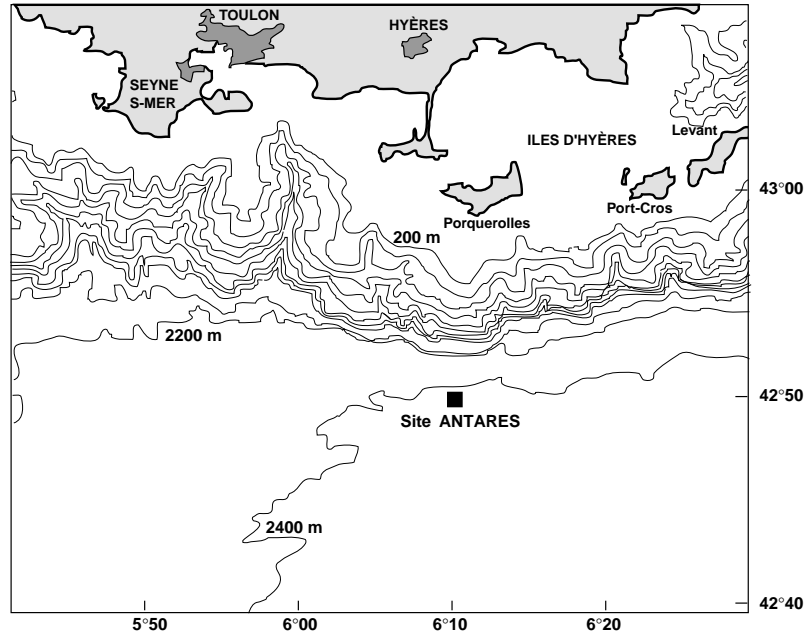 TOULON
HYÈRES
SEYNE
S-MER
Levant
ILES D'HYÈRES
43°00
Port-Cros
Porquerolles
200 m
2200 m
42°50
Site ANTARES
2400 m
42°40
5°50
6°00
6°10
6°20